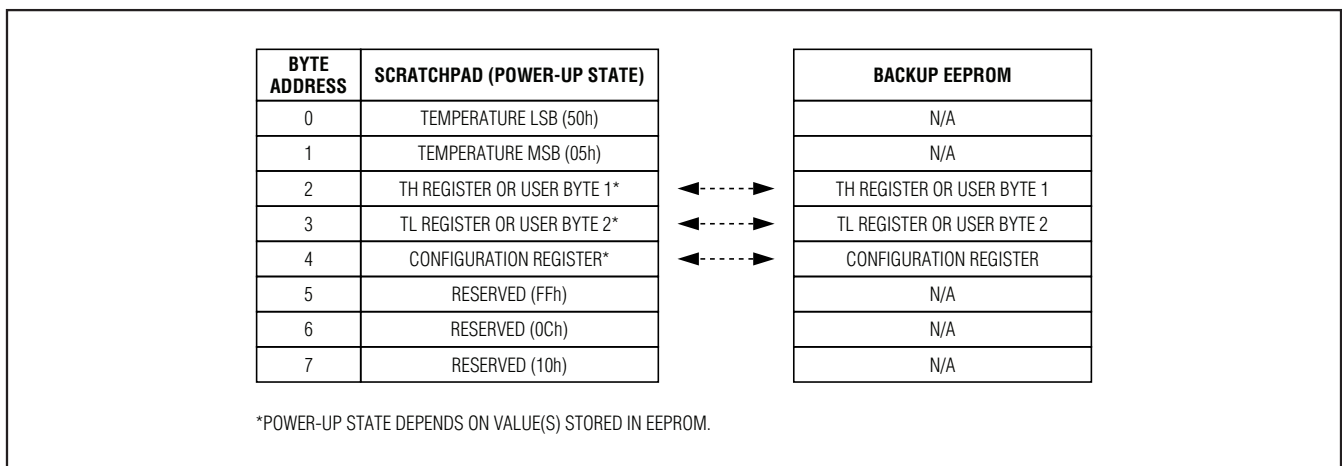 BYTE ADDRESS SCRATCHPAD (POWER-UP STATE) BACKUP EEPROM
0 TEMPERATURE LSB (50h) N/A
1 TEMPERATURE MSB (05h) N/A
2 TH REGISTER OR USER BYTE 1* TH REGISTER OR USER BYTE 1
3 TL REGISTER OR USER BYTE 2* TL REGISTER OR USER BYTE 2
4 CONFIGURATION REGISTER* CONFIGURATION REGISTER
5 RESERVED (FFh) N/A
6 RESERVED (0Ch) N/A
7 RESERVED (10h) N/A
*POWER-UP STATE DEPENDS ON VALUE(S) STORED IN EEPROM.